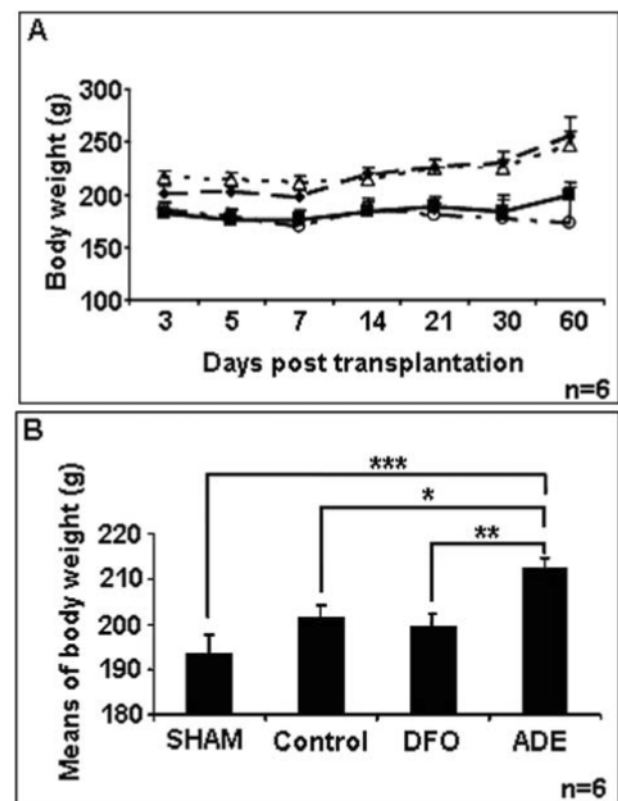 A
Body weight (g)
300
250
200
150
100
3 5 7 14 21 30 60
Days post transplantation
n=6
B
Means of body weight (g)
***
*
**
220
210
200
190
180
SHAM Control DFO ADE
n=6